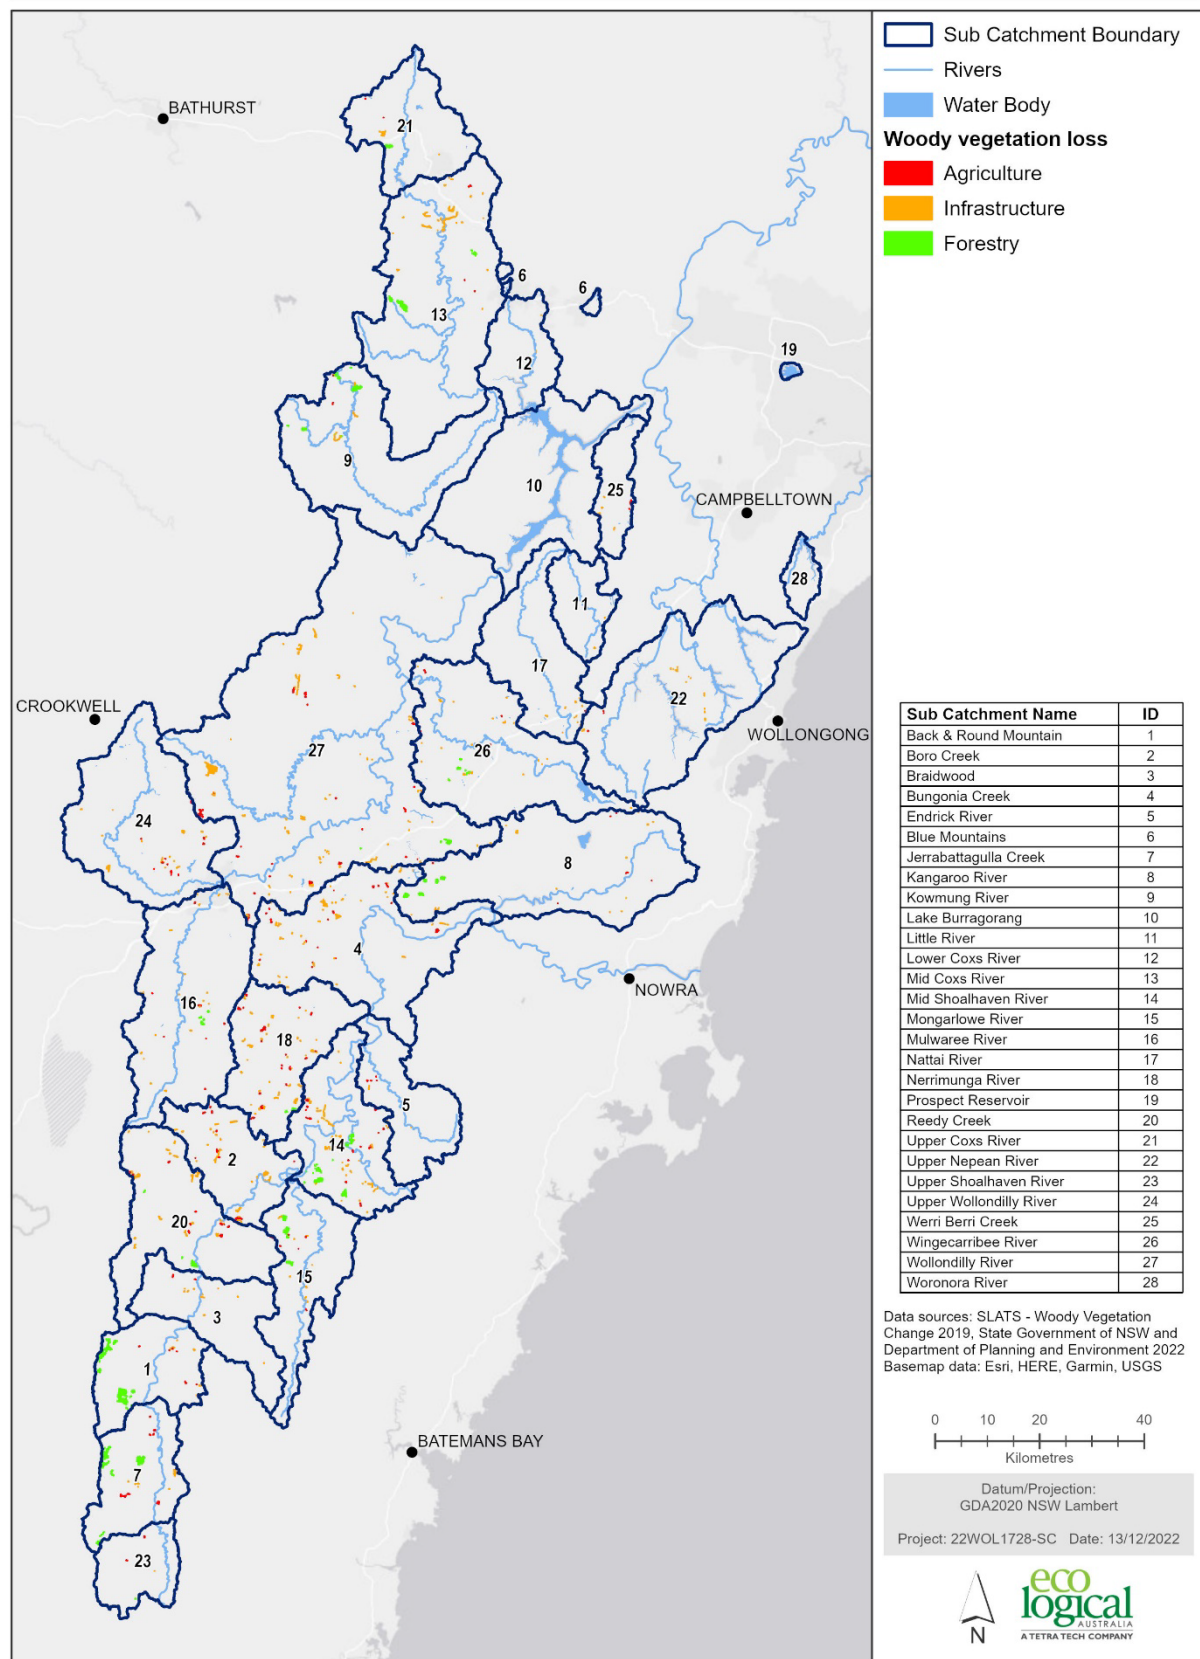 BATHURST
21
6
6
13
12
19
9
10
25
CAMPBELLTOWN
28
11
17
22
CROOKWELL
WOLLONGONG
27
26
24
8
4
NOWRA
16
18
5
14
2
20
15
3
1
BATEMANS BAY
7
23
Sub Catchment Boundary
Rivers
Water Body
Woody vegetation loss
Agriculture
Infrastructure
Forestry
Sub Catchment Name ID
Back & Round Mountain 1
Boro Creek 2
Braidwood 3
Bungonia Creek 4
Endrick River 5
Blue Mountains 6
Jerrabattagulla Creek 7
Kangaroo River 8
Kowmung River 9
Lake Burragorang 10
Little River 11
Lower Coxs River 12
Mid Coxs River 13
Mid Shoalhaven River 14
Mongarlowe River 15
Mulwaree River 16
Nattai River 17
Nerrimunga River 18
Prospect Reservoir 19
Reedy Creek 20
Upper Coxs River 21
Upper Nepean River 22
Upper Shoalhaven River 23
Upper Wollondilly River 24
Werri Berri Creek 25
Wingecarribee River 26
Wollondilly River 27
Woronora River 28
Data sources: SLATS - Woody Vegetation
Change 2019, State Government of NSW and
Department of Planning and Environment 2022
Basemap data: Esri, HERE, Garmin, USGS
0 10 20 40
Kilometres
Datum/Projection:
GDA2020 NSW Lambert
Project: 22WOL1728-SC Date: 13/12/2022
N
eco
logical
AUSTRALIA
A TETRA TECH COMPANY